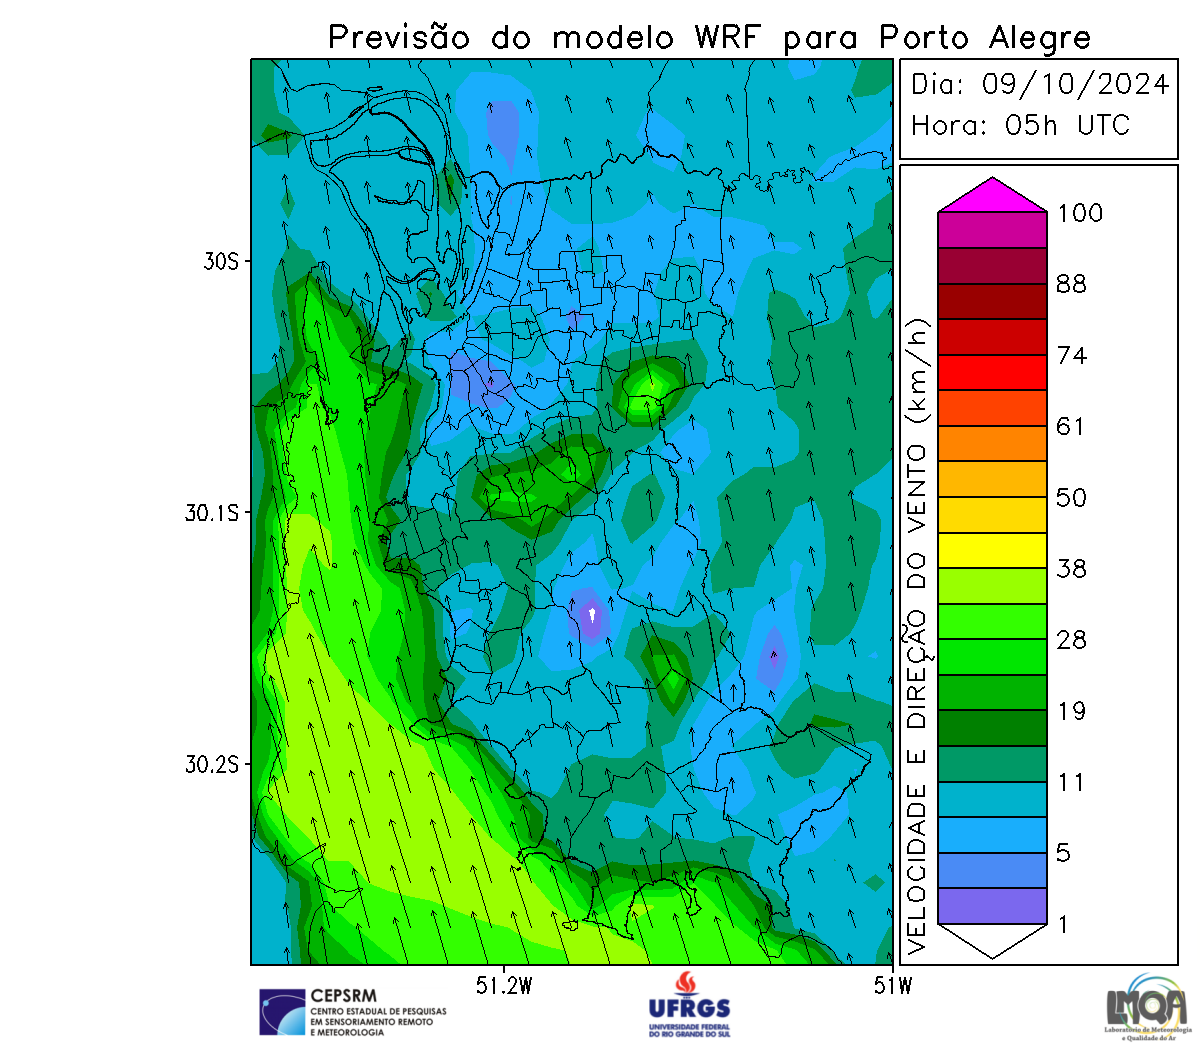 Previsão do modelo WRF para Porto Alegre
Dia: 09/10/2024
Hora: 05h UTC
100
88
74
61
50
38
28
19
11
5
1
VELOCIDADE E DIREÇÃO DO VENTO (km/h)
30S
30.1S
30.2S
51.2W
51W
CEPSRM
CENTRO ESTADUAL DE PESQUISAS
EM SENSORIAMENTO REMOTO
E METEOROLOGIA
UFRGS
UNIVERSIDADE FEDERAL
DO RIO GRANDE DO SUL
LMQA
Laboratório de Meteorologia
e Qualidade do Ar